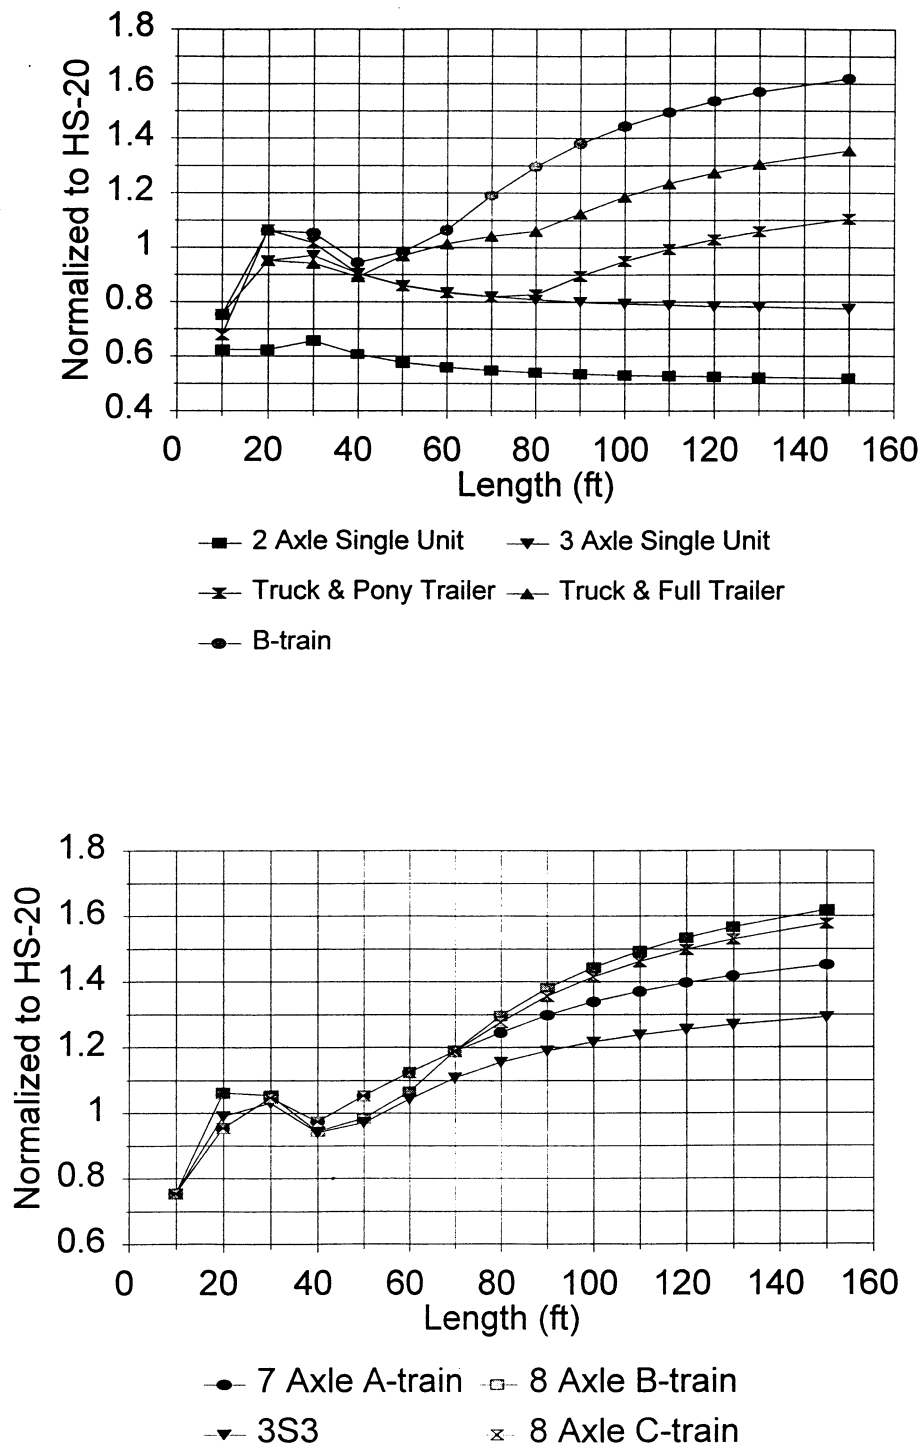 1.8
1.6
1.4
1.2
1
0.8
0.6
0.4
Normalized to HS-20
0 20 40 60 80 100 120 140 160
Length (ft)
2 Axle Single Unit 3 Axle Single Unit
Truck & Pony Trailer Truck & Full Trailer
B-train
1.8
1.6
1.4
1.2
1
0.8
0.6
Normalized to HS-20
0 20 40 60 80 100 120 140 160
Length (ft)
7 Axle A-train 8 Axle B-train
3S3 8 Axle C-train